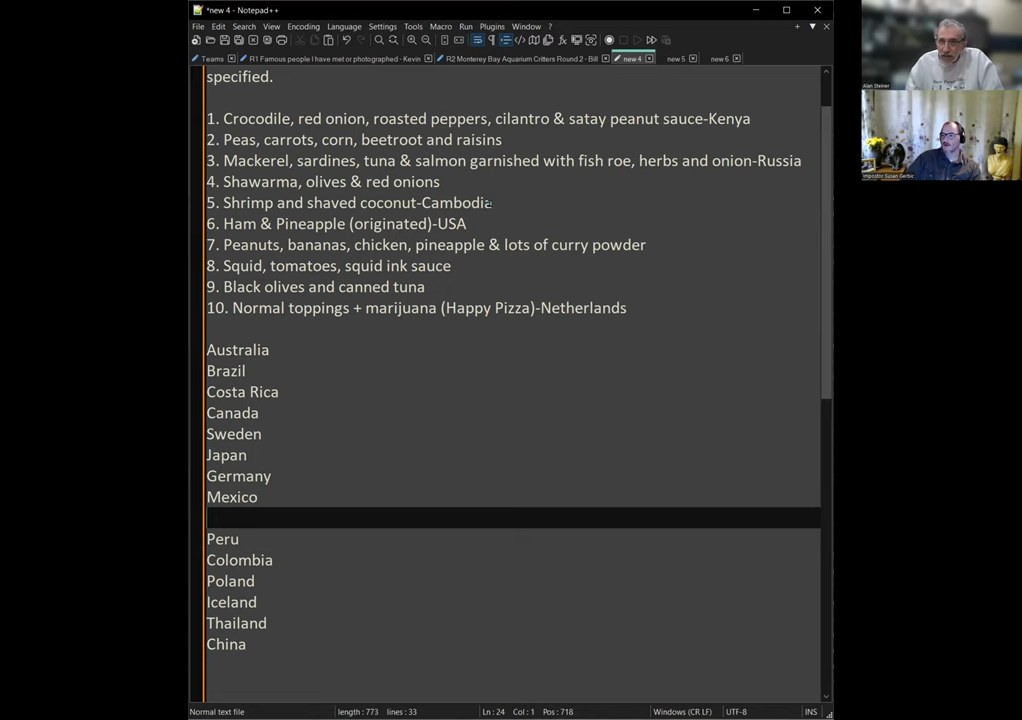 *new 4 - Notepad++
File Edit Search View Encoding Language Settings Tools Macro Run Plugins Window ?
Teams R1 Famous people I have met or photographed - Kevin R2 Monterey Bay Aquarium Critters Round 2 - Bill new 4 new 5 new 6
Alan Steiner
specified.
1. Crocodile, red onion, roasted peppers, cilantro & satay peanut sauce-Kenya
2. Peas, carrots, corn, beetroot and raisins
3. Mackerel, sardines, tuna & salmon garnished with fish roe, herbs and onion-Russia
Impostor Susan Gerbic
4. Shawarma, olives & red onions
5. Shrimp and shaved coconut-Cambodia
6. Ham & Pineapple (originated)-USA
7. Peanuts, bananas, chicken, pineapple & lots of curry powder
8. Squid, tomatoes, squid ink sauce
9. Black olives and canned tuna
10. Normal toppings + marijuana (Happy Pizza)-Netherlands
Australia
Brazil
Costa Rica
Canada
Sweden
Japan
Germany
Mexico
Peru
Colombia
Poland
Iceland
Thailand
China
Normal text file length : 773 lines : 33 Ln : 24 Col : 1 Pos : 718 Windows (CR LF) UTF-8 INS